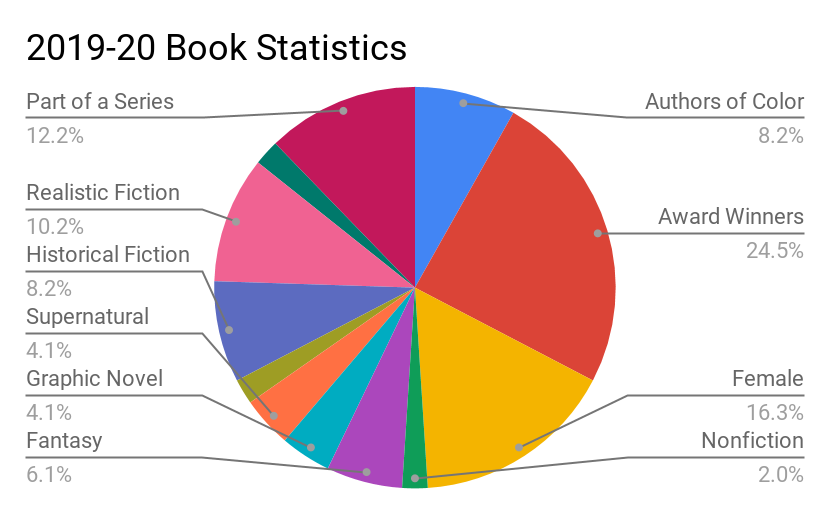 2019-20 Book Statistics
Part of a Series
12.2%
Realistic Fiction
10.2%
Historical Fiction
8.2%
Supernatural
4.1%
Graphic Novel
4.1%
Fantasy
6.1%
Authors of Color
8.2%
Award Winners
24.5%
Female
16.3%
Nonfiction
2.0%